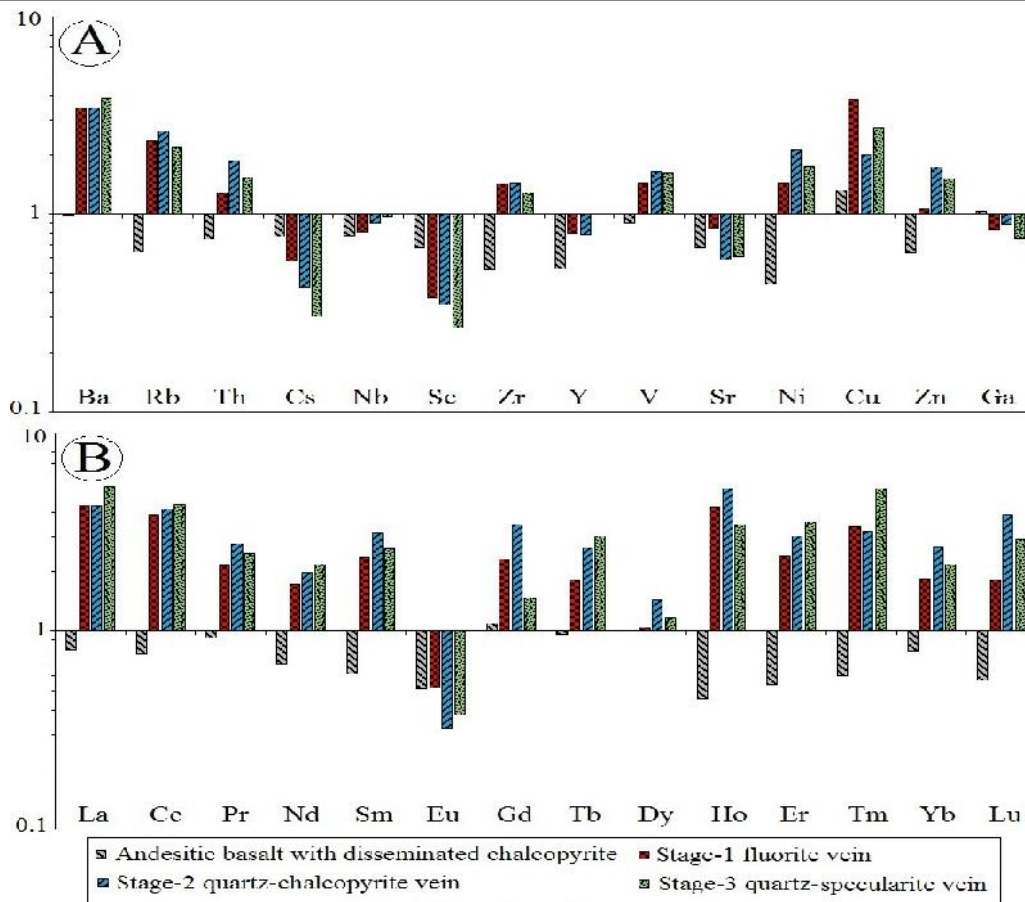 10
A
1
Ba Rb Th Cs Nb Sc Zr Y V Sr Ni Cu Zn Ga
0.1
10
B
1
La Ce Pr Nd Sm Eu Gd Tb Dy Ho Er Tm Yb Lu
0.1
Andesitic basalt with disseminated chalcopyrite Stage-1 fluorite vein
Stage-2 quartz-chalcopyrite vein Stage-3 quartz-specularite vein